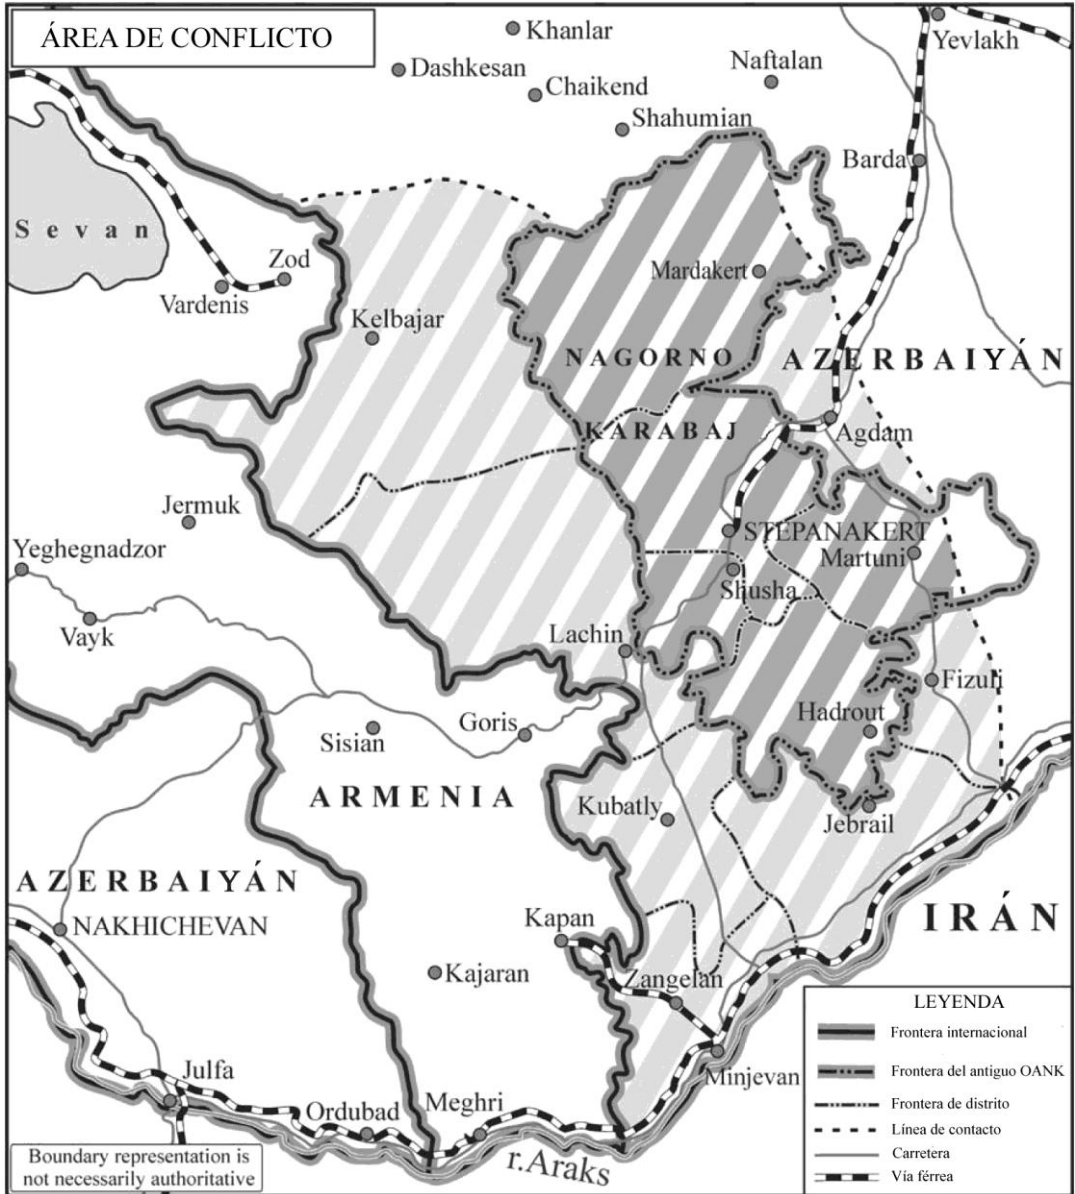 ÁREA DE CONFLICTO
Khanlar
Yevlakh
Dashkesan
Naftalan
Chaikend
Shahumian
Barda
Sevan
Zod
Mardakert
Vardenis
Kelbajar
NAGORNO
AZERBAIYÁN
KARABAJ
Agdam
Jermuk
STEPANAKERT
Yeghegnadzor
Martuni
Shusha
Vayk
Lachin
Fizuli
Hadrout
Goris
Sisian
ARMENIA
Kubatly
Jebrail
AZERBAIYÁN
NAKHICHEVAN
Kapan
IRÁN
Kajaran
Zangelan
LEYENDA
Frontera internacional
Frontera del antiguo OANK
Frontera de distrito
Línea de contacto
Carretera
Vía férrea
Minjevan
Julfa
Ordubad
Meghri
r.Araks
Boundary representation is
not necessarily authoritative